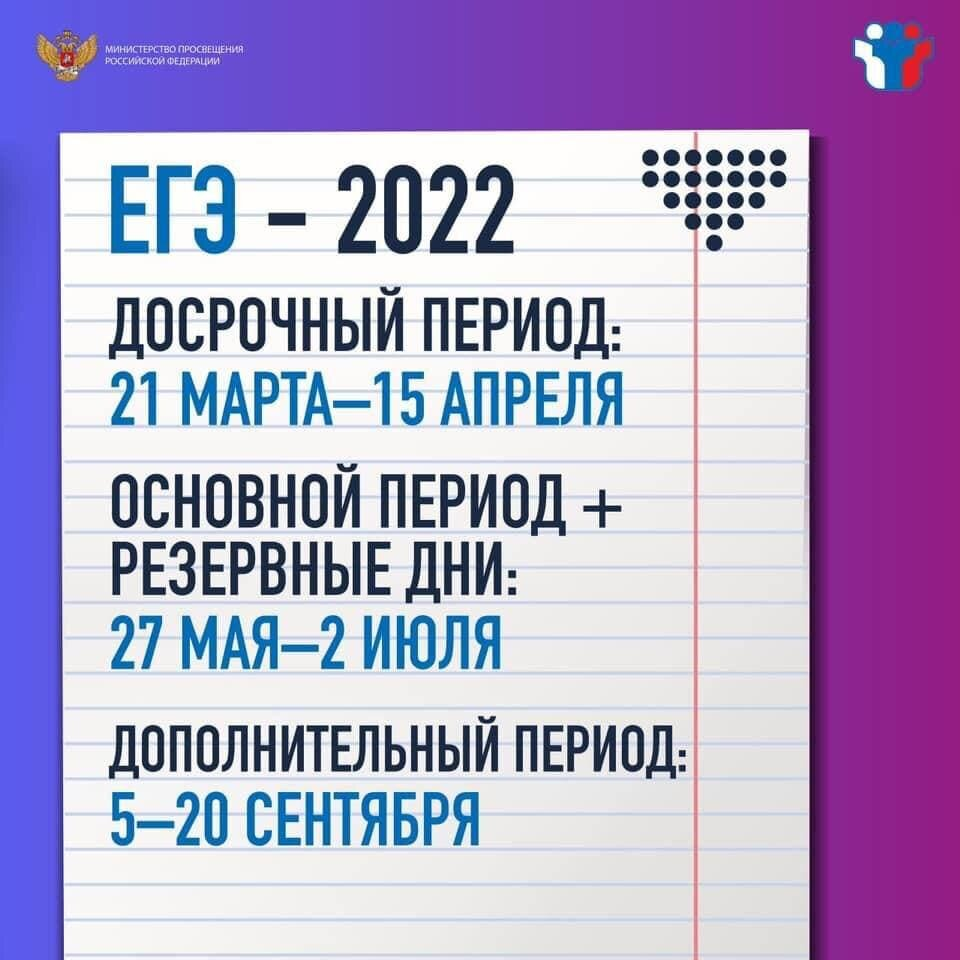 МИНИСТЕРСТВО ПРОСВЕЩЕНИЯ
РОССИЙСКОЙ ФЕДЕРАЦИИ
ЕГЭ - 2022
ДОСРОЧНЫЙ ПЕРИОД:
21 МАРТА–15 АПРЕЛЯ
ОСНОВНОЙ ПЕРИОД +
РЕЗЕРВНЫЕ ДНИ:
27 МАЯ–2 ИЮЛЯ
ДОПОЛНИТЕЛЬНЫЙ ПЕРИОД:
5–20 СЕНТЯБРЯ